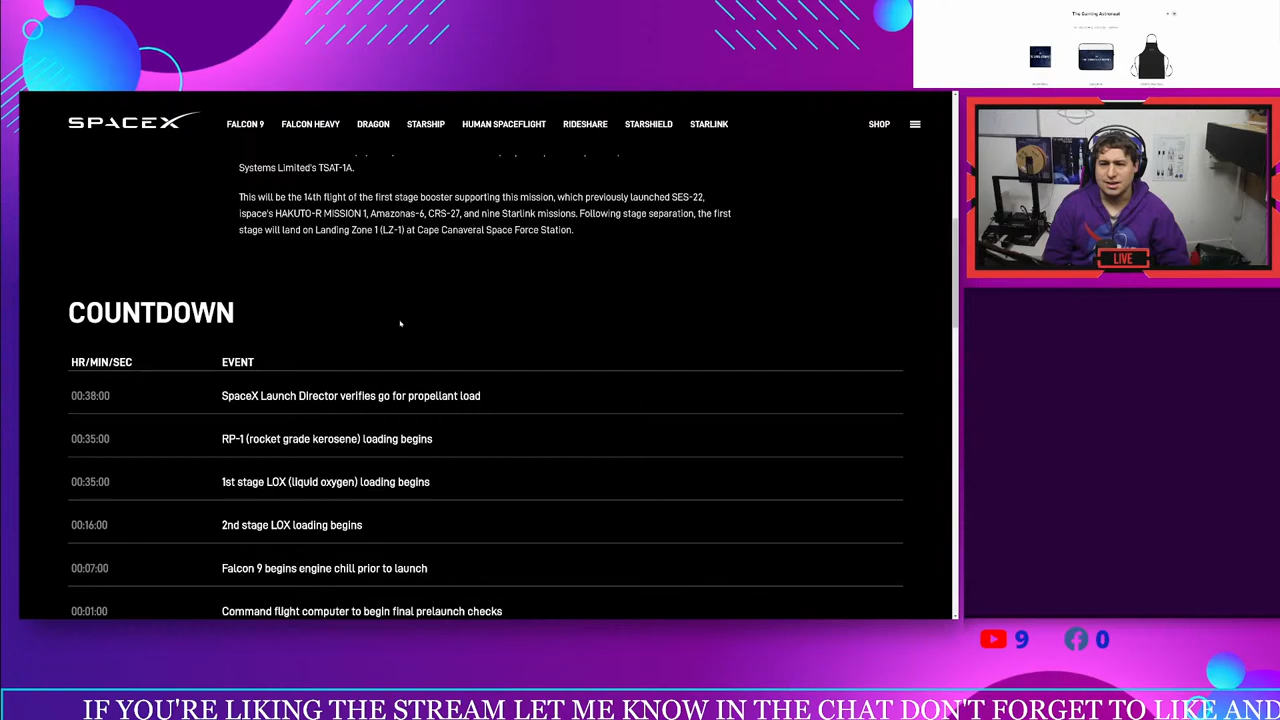 The Gaming Astronaut
SPACEX
FALCON 9
FALCON HEAVY
STARSHIP
HUMAN SPACEFLIGHT
RIDESHARE
STARSHIELD
STARLINK
SHOP
Systems Limited's TSAT-1A.
This will be the 14th flight of the first stage booster supporting this mission, which previously launched SES-22,
ispace's HAKUTO-R MISSION 1, Amazonas-6, CRS-27, and nine Starlink missions. Following stage separation, the first
stage will land on Landing Zone 1 (LZ-1) at Cape Canaveral Space Force Station.
LIVE
COUNTDOWN
HR/MIN/SEC EVENT
00:38:00 SpaceX Launch Director verifies go for propellant load
00:35:00 RP-1 (rocket grade kerosene) loading begins
00:35:00 1st stage LOX (liquid oxygen) loading begins
00:16:00 2nd stage LOX loading begins
00:07:00 Falcon 9 begins engine chill prior to launch
00:01:00 Command flight computer to begin final prelaunch checks
9
0
IF YOU'RE LIKING THE STREAM LET ME KNOW IN THE CHAT DON'T FORGET TO LIKE AND